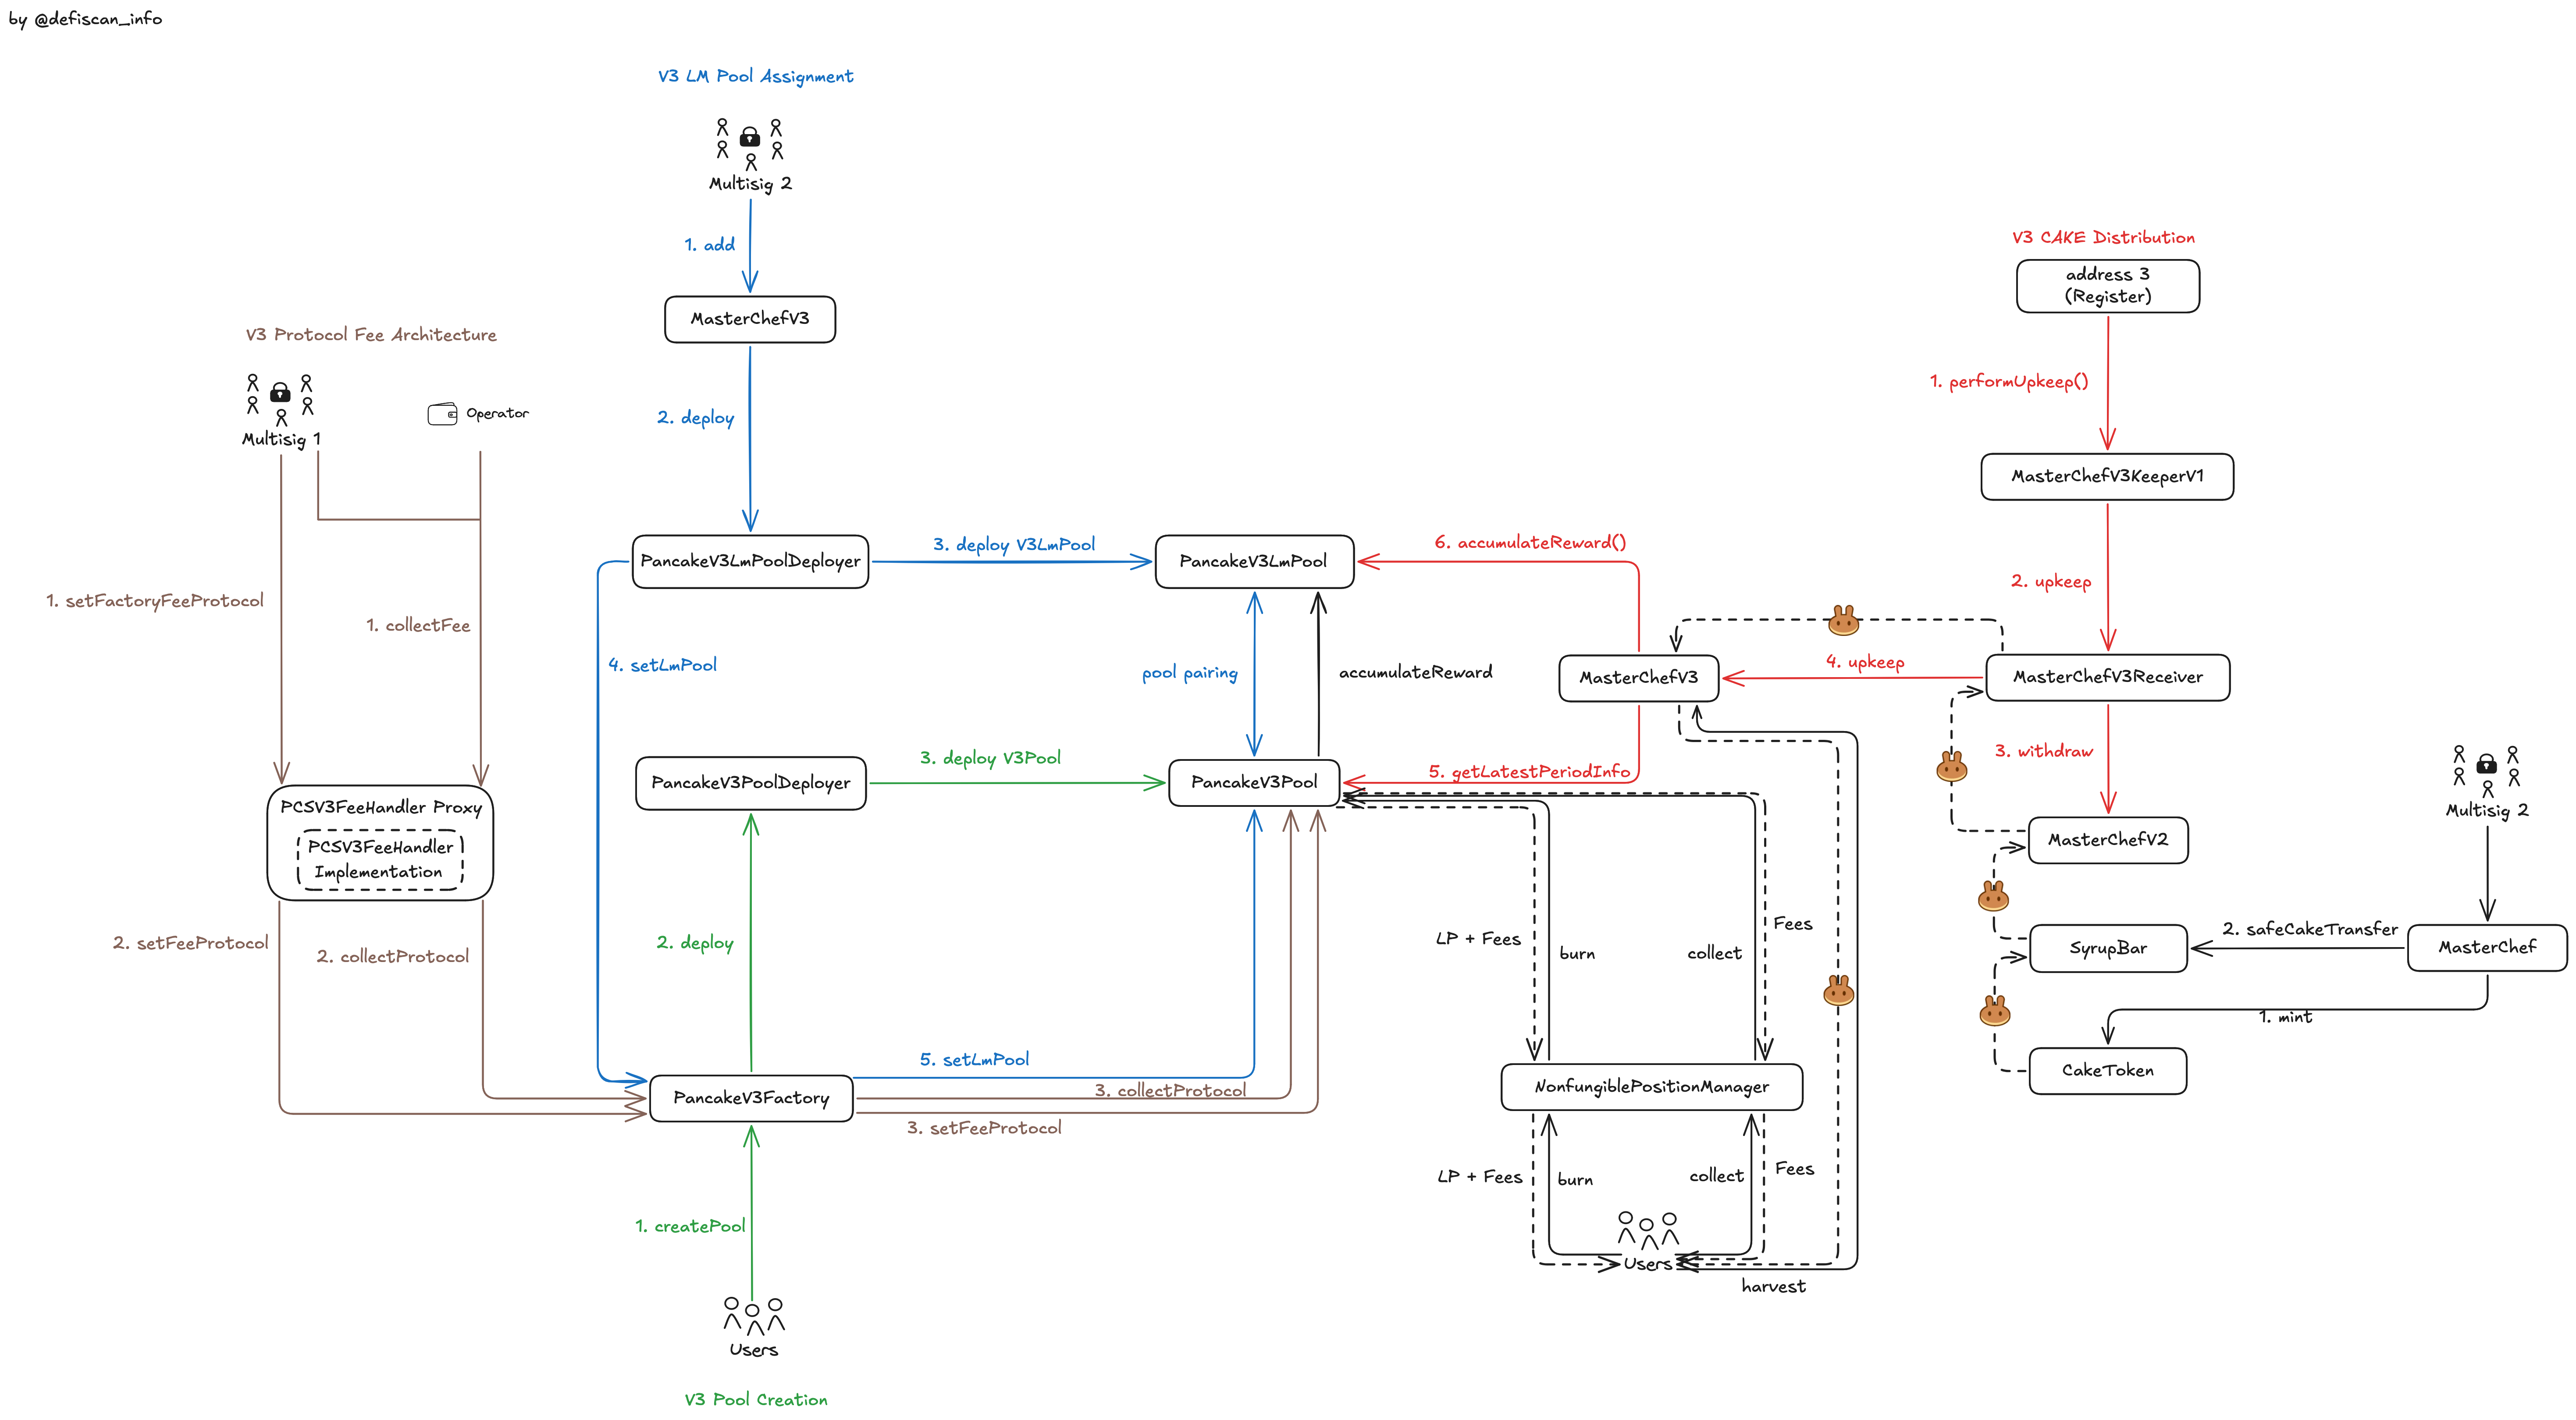 by @defiscan_info
V3 LM Pool Assignment
Multisig 2
1. add
MasterChefV3
2. deploy
V3 CAKE Distribution
address 3
(Register)
1. performUpkeep()
MasterChefV3KeeperV1
2. upkeep
V3 Protocol Fee Architecture
Multisig 1
Operator
1. setFactoryFeeProtocol
1. collectFee
PancakeV3LmPoolDeployer
3. deploy V3LmPool
PancakeV3LmPool
6. accumulateReward()
4. setLmPool
pool pairing
accumulateReward
MasterChefV3
4. upkeep
MasterChefV3Receiver
3. withdraw
PancakeV3PoolDeployer
3. deploy V3Pool
PancakeV3Pool
5. getLatestPeriodInfo
PCSV3FeeHandler Proxy
PCSV3FeeHandler
Implementation
MasterChefV2
Multisig 2
2. setFeeProtocol
2. collectProtocol
2. deploy
LP + Fees
burn
collect
Fees
SyrupBar
2. safeCakeTransfer
MasterChef
1. mint
CakeToken
5. setLmPool
PancakeV3Factory
3. collectProtocol
3. setFeeProtocol
NonfungiblePositionManager
LP + Fees
burn
collect
Fees
Users
harvest
1. createPool
Users
V3 Pool Creation